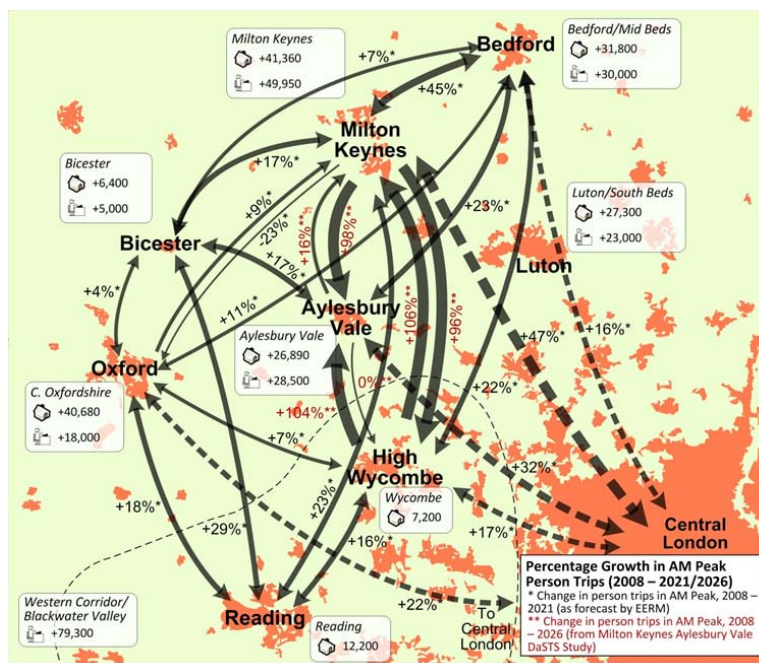 Milton Keynes
+41,360
+49,950
+7%*
Bedford
Bedford/Mid Beds
+31,800
+30,000
+45%*
Milton
Keynes
Bicester
+6,400
+5,000
+17%*
+9%*
-23%*
+16%**
+98%**
+23%*
Luton/South Beds
+27,300
+23,000
Luton
Bicester
+17%*
+4%*
+11%*
Aylesbury
Vale
+106%**
+96%**
+47%*
+16%*
Oxford
Aylesbury Vale
+26,890
+28,500
0%**
+22%*
C. Oxfordshire
+40,680
+18,000
+104%**
+7%*
High
Wycombe
+32%*
Wycombe
7,200
+18%*
+29%*
+23%*
+16%*
+17%*
Central
London
Western Corridor/
Blackwater Valley
+79,300
Reading
Reading
12,200
+22%*
To
Central
London
Percentage Growth in AM Peak
Person Trips (2008 – 2021/2026)
* Change in person trips in AM Peak, 2008 –
2021 (as forecast by EERM)
** Change in person trips in AM Peak, 2008
– 2026 (from Milton Keynes Aylesbury Vale
DaSTS Study)